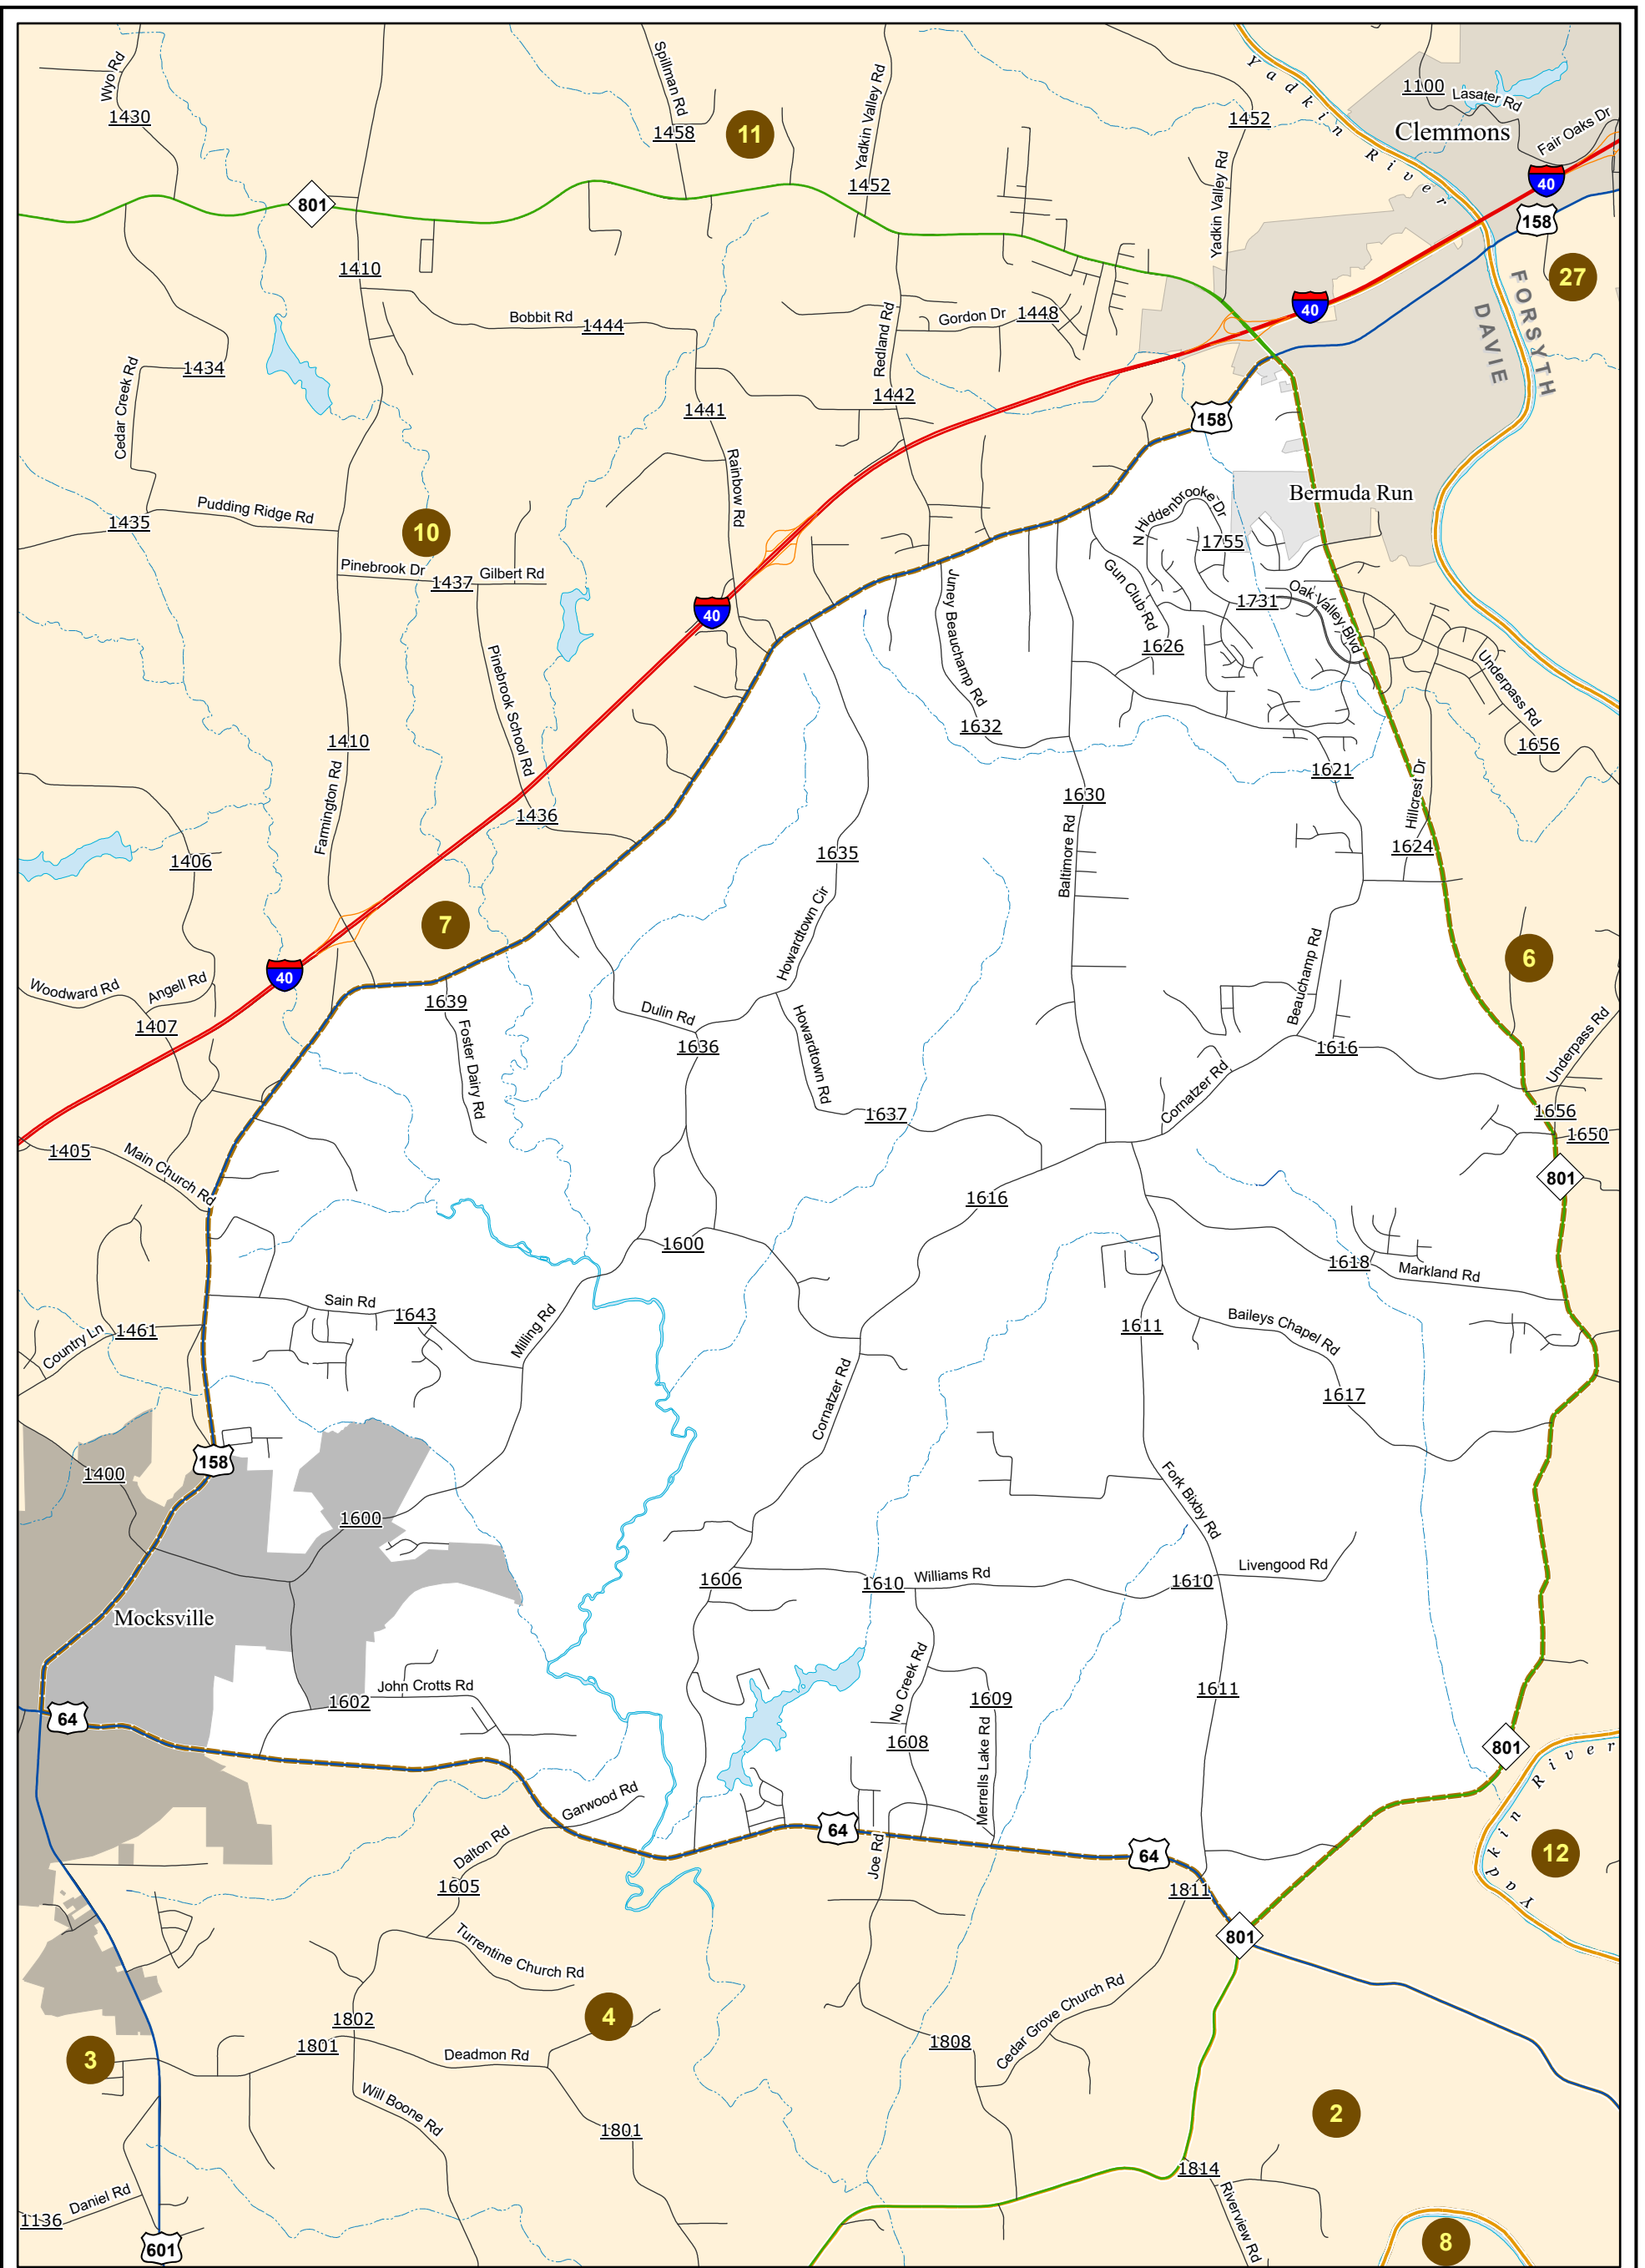 Wyo Rd
1430
Spillman Rd
1458
11
Yadkin Valley Rd
1452
Yadkin River
1452
Yadkin Valley Rd
1100
Lasater Rd
Clemmons
Fair Oaks Dr
40
158
27
FORSYTH
DAVIE
801
1410
Bobbit Rd
1444
Redland Rd
Gordon Dr
1448
40
Cedar Creek Rd
1434
1441
1442
158
Rainbow Rd
1435
Pudding Ridge Rd
10
Bermuda Run
N Hiddenbrooke Dr
1755
Pinebrook Dr
1437
Gilbert Rd
40
Juney Beauchamp Rd
Gun Club Rd
1731
Oak Valley Blvd
1626
Underpass Rd
1656
Pinebrook School Rd
1632
1410
Farmington Rd
1436
1621
1630
Baltimore Rd
Hillcrest Dr
1624
1406
1635
Howardtown Cir
7
6
Beauchamp Rd
40
Woodward Rd
Angell Rd
1407
1639
Foster Dairy Rd
Dulin Rd
1636
Howardtown Rd
1616
Underpass Rd
1637
Cornatzer Rd
1656
1650
1405
Main Church Rd
801
1616
1600
1618
Markland Rd
Sain Rd
1643
Milling Rd
Country Ln
1461
1611
Baileys Chapel Rd
Cornatzer Rd
1617
158
1400
1600
Fork Bixby Rd
1606
1610
Williams Rd
1610
Livengood Rd
Mocksville
No Creek Rd
John Crotts Rd
1602
1609
1611
64
1608
Merrells Lake Rd
801
Yadkin River
Garwood Rd
64
Joe Rd
64
12
Dalton Rd
1605
1811
801
Turrentine Church Rd
Cedar Grove Church Rd
4
1802
1801
Deadmon Rd
1808
3
Will Boone Rd
1801
2
1814
Riverview Rd
Daniel Rd
1136
601
8